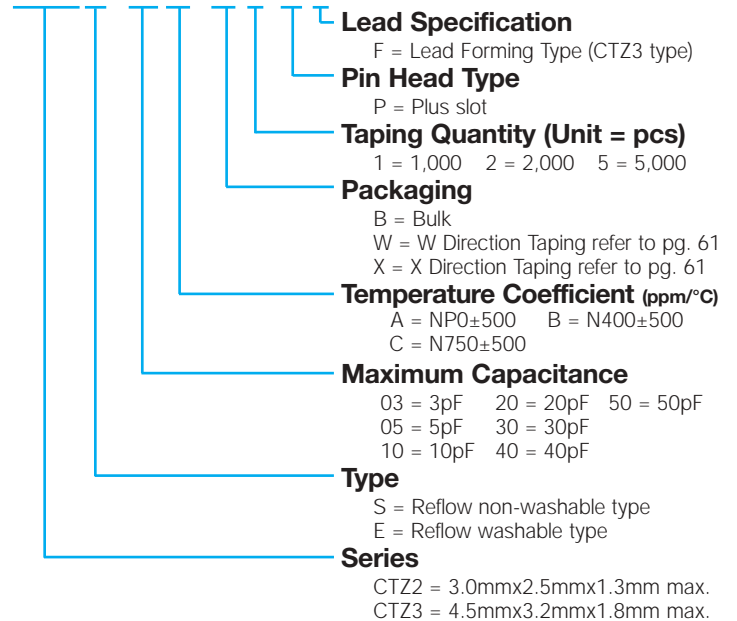 Lead Specification
F = Lead Forming Type (CTZ3 type)
Pin Head Type
P = Plus slot
Taping Quantity (Unit = pcs)
1 = 1,000 2 = 2,000 5 = 5,000
Packaging
B = Bulk
W = W Direction Taping refer to pg. 61
X = X Direction Taping refer to pg. 61
Temperature Coefficient (ppm/°C)
A = NP0±500 B = N400±500
C = N750±500
Maximum Capacitance
03 = 3pF 20 = 20pF 50 = 50pF
05 = 5pF 30 = 30pF
10 = 10pF 40 = 40pF
Type
S = Reflow non-washable type
E = Reflow washable type
Series
CTZ2 = 3.0mmx2.5mmx1.3mm max.
CTZ3 = 4.5mmx3.2mmx1.8mm max.